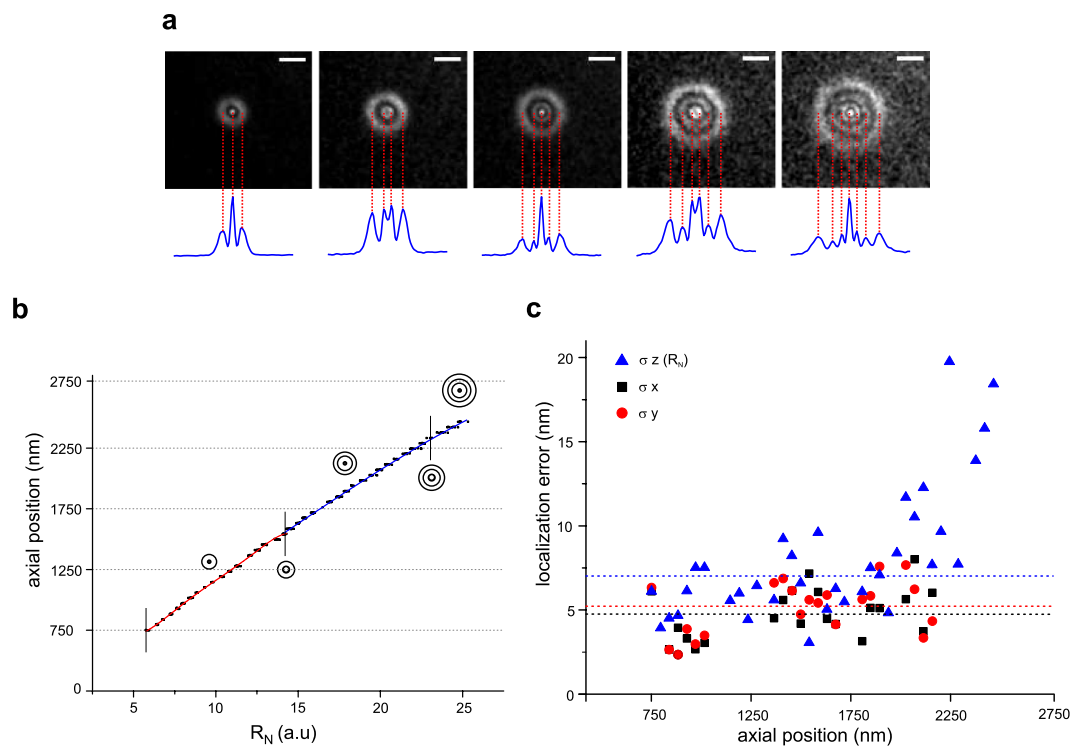 a
b
axial position (nm)
2750
2250
1750
1250
750
0
5
10
15
20
25
R_N (a.u)
c
localization error (nm)
20
15
10
5
0
σ z (R_N)
σ x
σ y
750
1250
1750
2250
2750
axial position (nm)